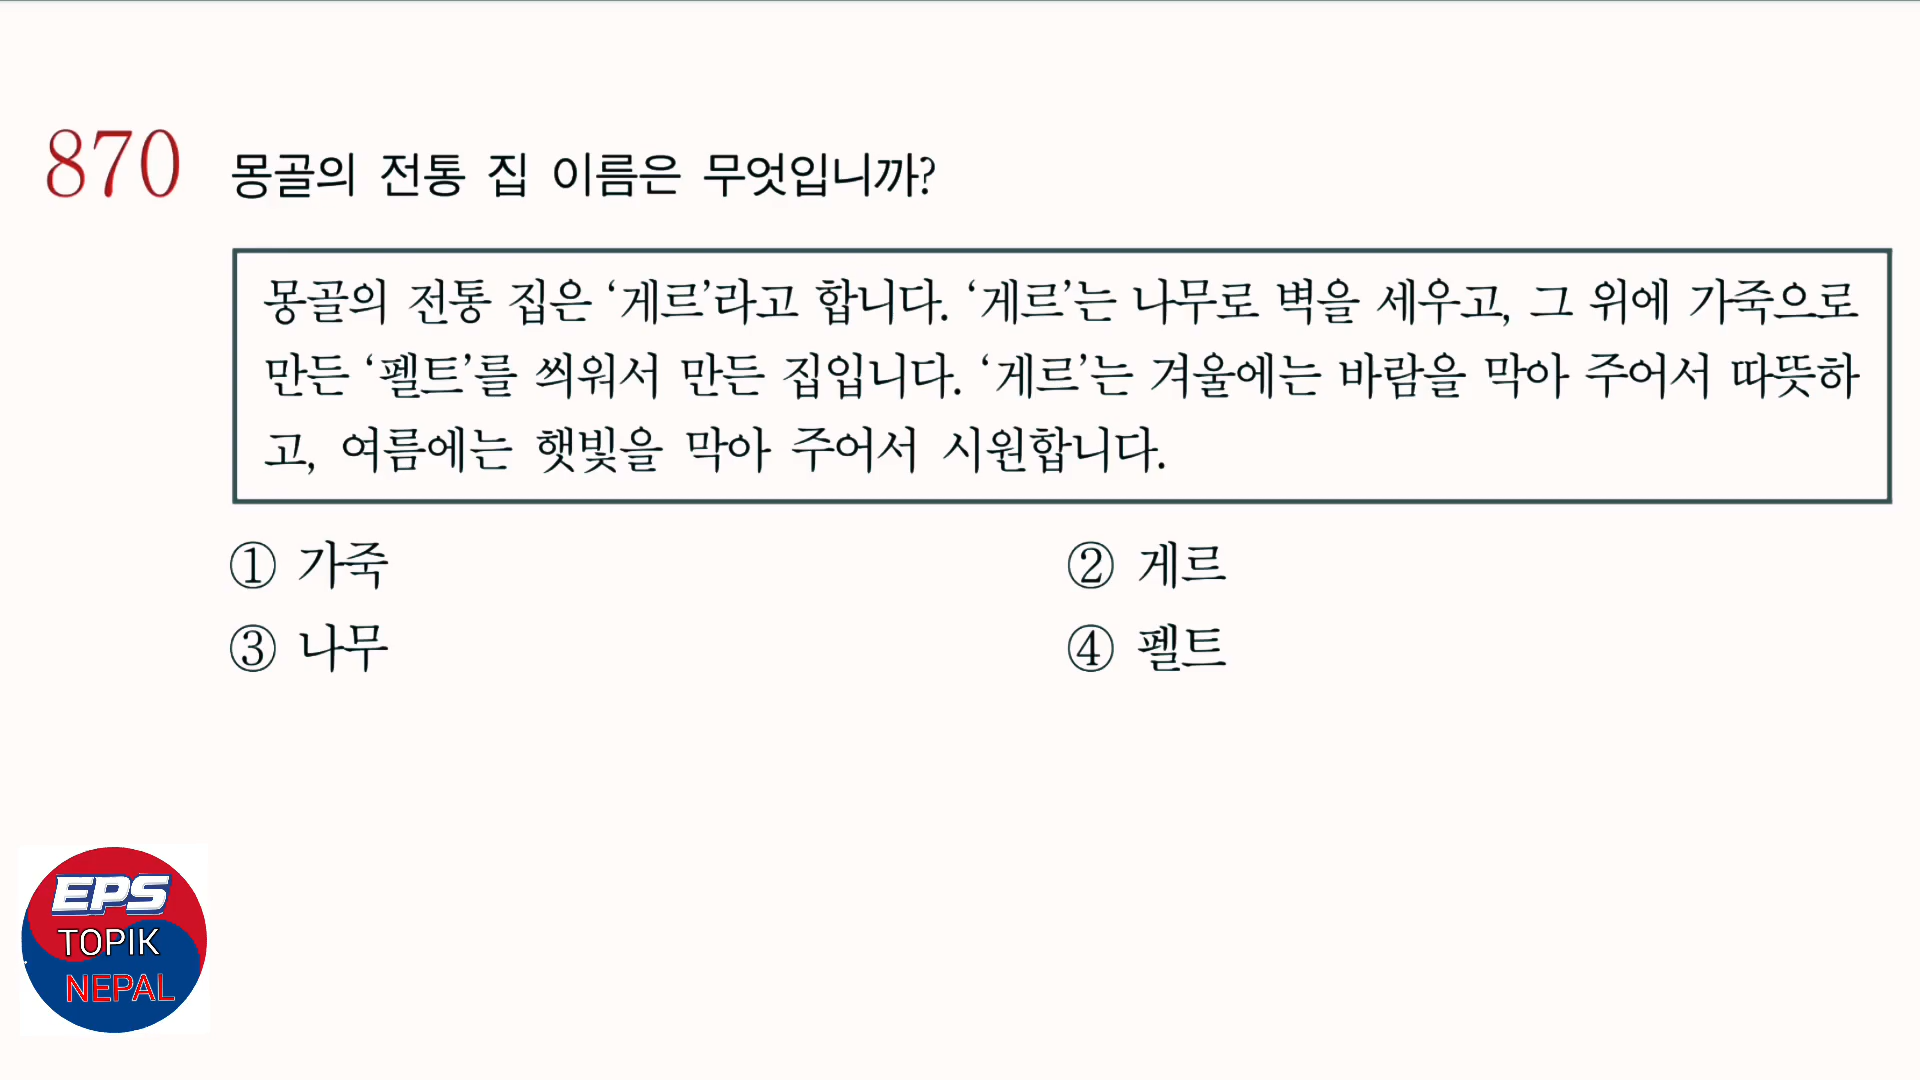 870 몽골의 전통 집 이름은 무엇입니까?
몽골의 전통 집은 ‘게르’라고 합니다. ‘게르’는 나무로 벽을 세우고, 그 위에 가죽으로
만든 ‘펠트’를 씌워서 만든 집입니다. ‘게르’는 겨울에는 바람을 막아 주어서 따뜻하
고, 여름에는 햇빛을 막아 주어서 시원합니다.
① 가죽 ② 게르
③ 나무 ④ 펠트
EPS
TOPIK
NEPAL